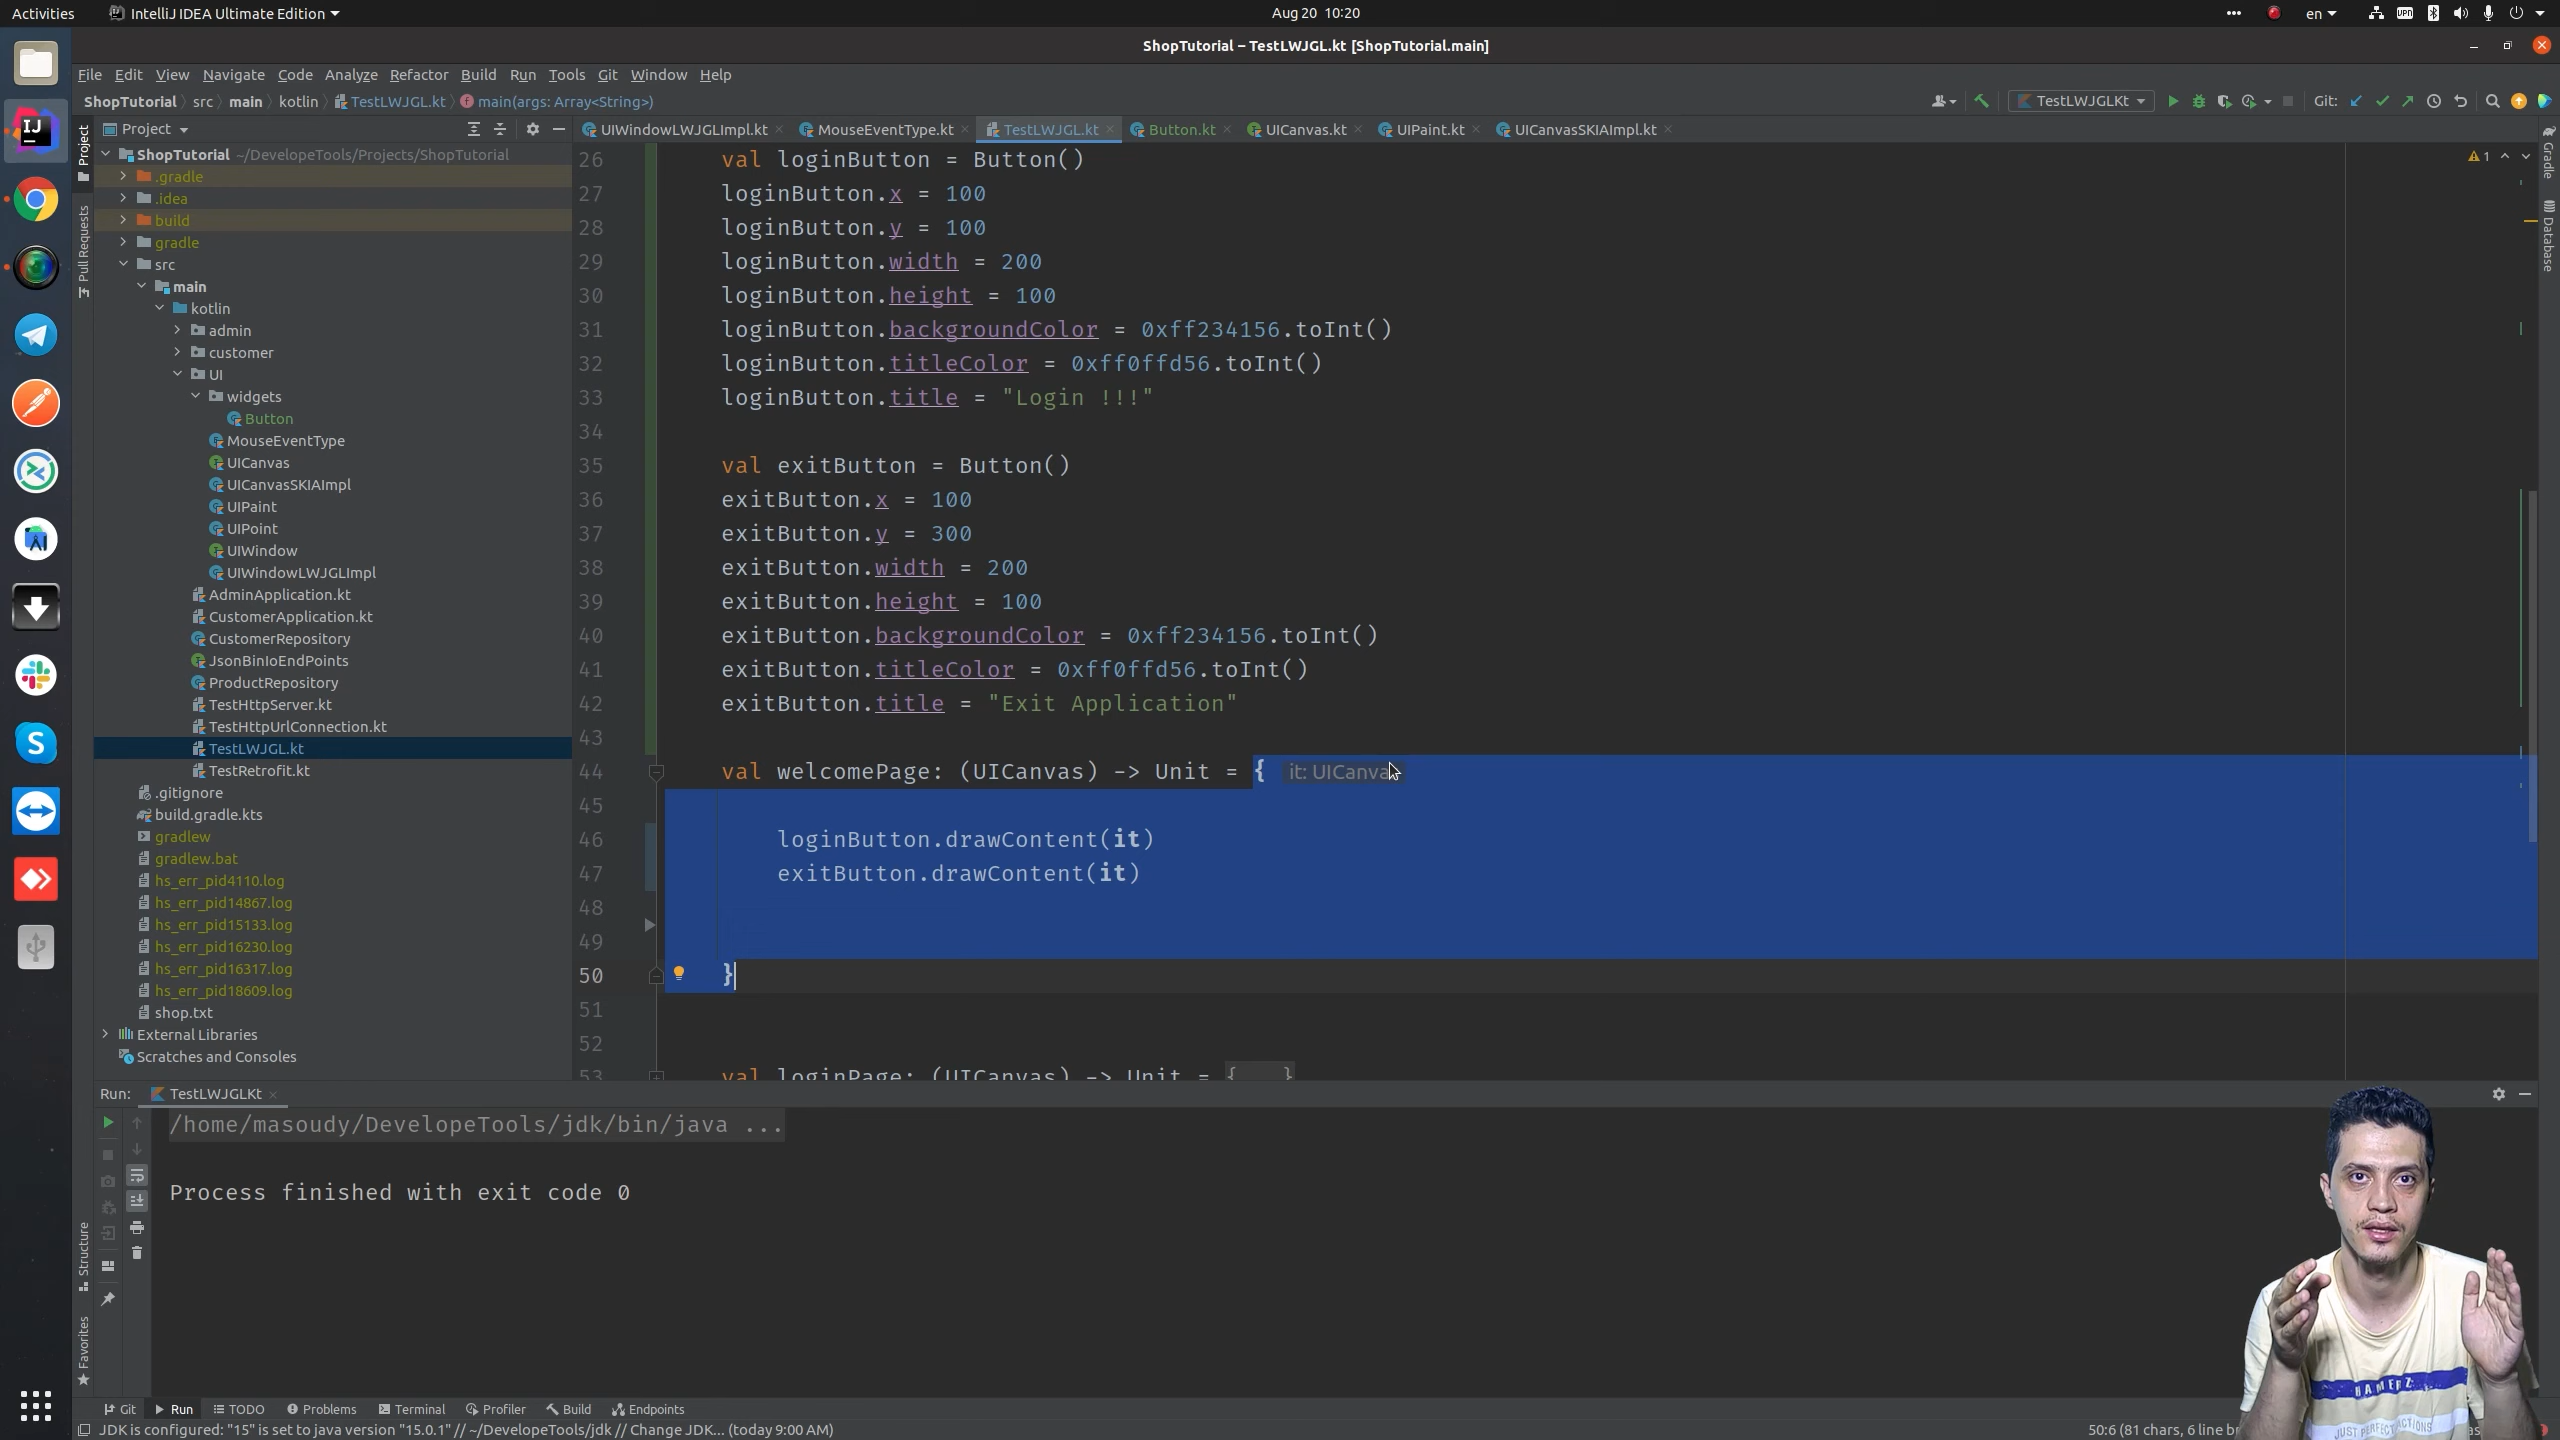 Activities
IntelliJ IDEA Ultimate Edition
Aug 20 10:20
en
ShopTutorial – TestLWJGL.kt [ShopTutorial.main]
File Edit View Navigate Code Analyze Refactor Build Run Tools Git Window Help
ShopTutorial src main kotlin TestLWJGL.kt main(args: Array<String>)
TestLWJGLKt
Git:
Project
UIWindowLWJGLImpl.kt MouseEventType.kt TestLWJGL.kt Button.kt UICanvas.kt UIPaint.kt UICanvasSKIAImpl.kt
ShopTutorial ~/DevelopeTools/Projects/ShopTutorial
.gradle
.idea
build
gradle
src
main
kotlin
admin
customer
UI
widgets
Button
MouseEventType
UICanvas
UICanvasSKIAImpl
UIPaint
UIPoint
UIWindow
UIWindowLWJGLImpl
AdminApplication.kt
CustomerApplication.kt
CustomerRepository
JsonBinIoEndPoints
ProductRepository
TestHttpServer.kt
TestHttpUrlConnection.kt
TestLWJGL.kt
TestRetrofit.kt
.gitignore
build.gradle.kts
gradlew
gradlew.bat
hs_err_pid4110.log
hs_err_pid14867.log
hs_err_pid15133.log
hs_err_pid16230.log
hs_err_pid16317.log
hs_err_pid18609.log
shop.txt
External Libraries
Scratches and Consoles
Project
Pull Requests
Structure
Favorites
26 val loginButton = Button()
27 loginButton.x = 100
28 loginButton.y = 100
29 loginButton.width = 200
30 loginButton.height = 100
31 loginButton.backgroundColor = 0xff234156.toInt()
32 loginButton.titleColor = 0xff0ffd56.toInt()
33 loginButton.title = "Login !!!"
34
35 val exitButton = Button()
36 exitButton.x = 100
37 exitButton.y = 300
38 exitButton.width = 200
39 exitButton.height = 100
40 exitButton.backgroundColor = 0xff234156.toInt()
41 exitButton.titleColor = 0xff0ffd56.toInt()
42 exitButton.title = "Exit Application"
43
44 val welcomePage: (UICanvas) -> Unit = { it: UICanvas
45
46 loginButton.drawContent(it)
47 exitButton.drawContent(it)
48
49
50 }
51
52
53 val loginPage: (UICanvas) -> Unit = {...}
1
Gradle
Database
Run: TestLWJGLKt
/home/masoudy/DevelopeTools/jdk/bin/java ...
Process finished with exit code 0
Git Run TODO Problems Terminal Profiler Build Endpoints
JDK is configured: "15" is set to java version "15.0.1" // ~/DevelopeTools/jdk // Change JDK... (today 9:00 AM)
50:6 (81 chars, 6 line